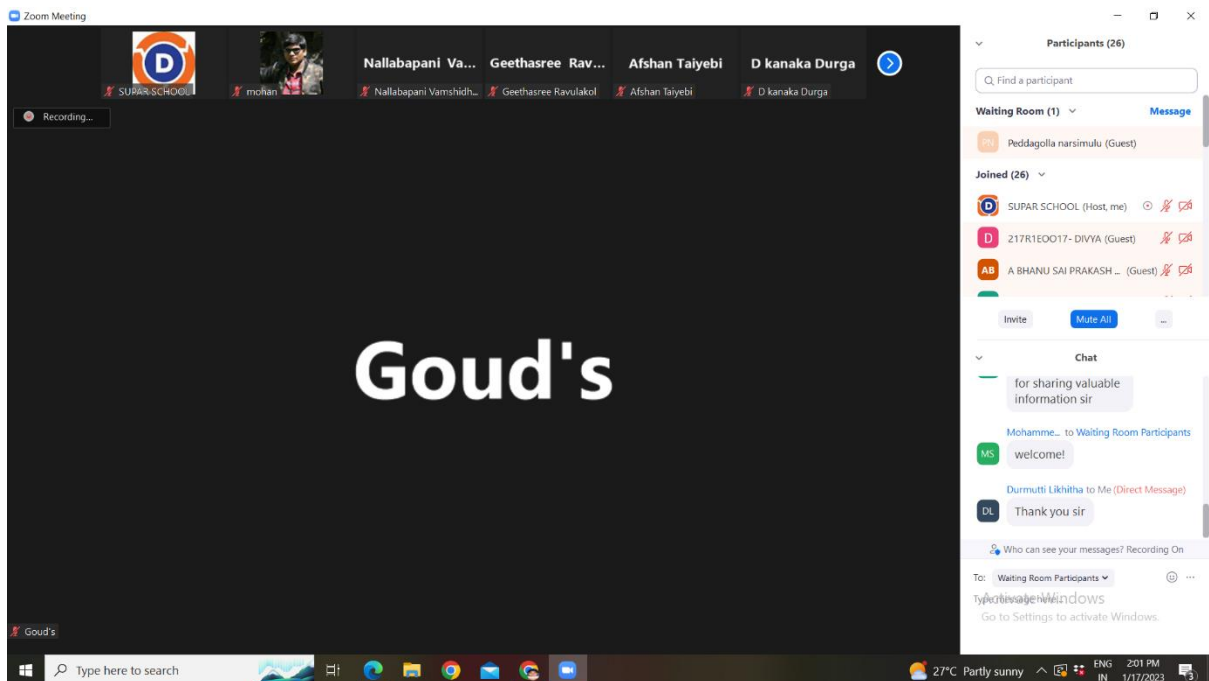 Zoom Meeting
D
SUPAR SCHOOL
mohan
Nallabapani Va...
Nallabapani Vamshidh...
Geethasree Rav...
Geethasree Ravulakol
Afshan Taiyebi
Afshan Taiyebi
D kanaka Durga
D kanaka Durga
Recording...
Goud's
Goud's
Participants (26)
Find a participant
Waiting Room (1)
Message
PN
Peddagolla narsimulu (Guest)
Joined (26)
D
SUPAR SCHOOL (Host, me)
D
217R1EOO17- DIVYA (Guest)
AB
A BHANU SAI PRAKASH ... (Guest)
Invite
Mute All
...
Chat
for sharing valuable
information sir
Mohamme... to Waiting Room Participants
MS
welcome!
Durmutti Likhitha to Me (Direct Message)
DL
Thank you sir
Who can see your messages? Recording On
To: Waiting Room Participants
...
Type message here...
Activate Windows
Go to Settings to activate Windows.
Type here to search
27°C Partly sunny
ENG
IN
2:01 PM
1/17/2023
3